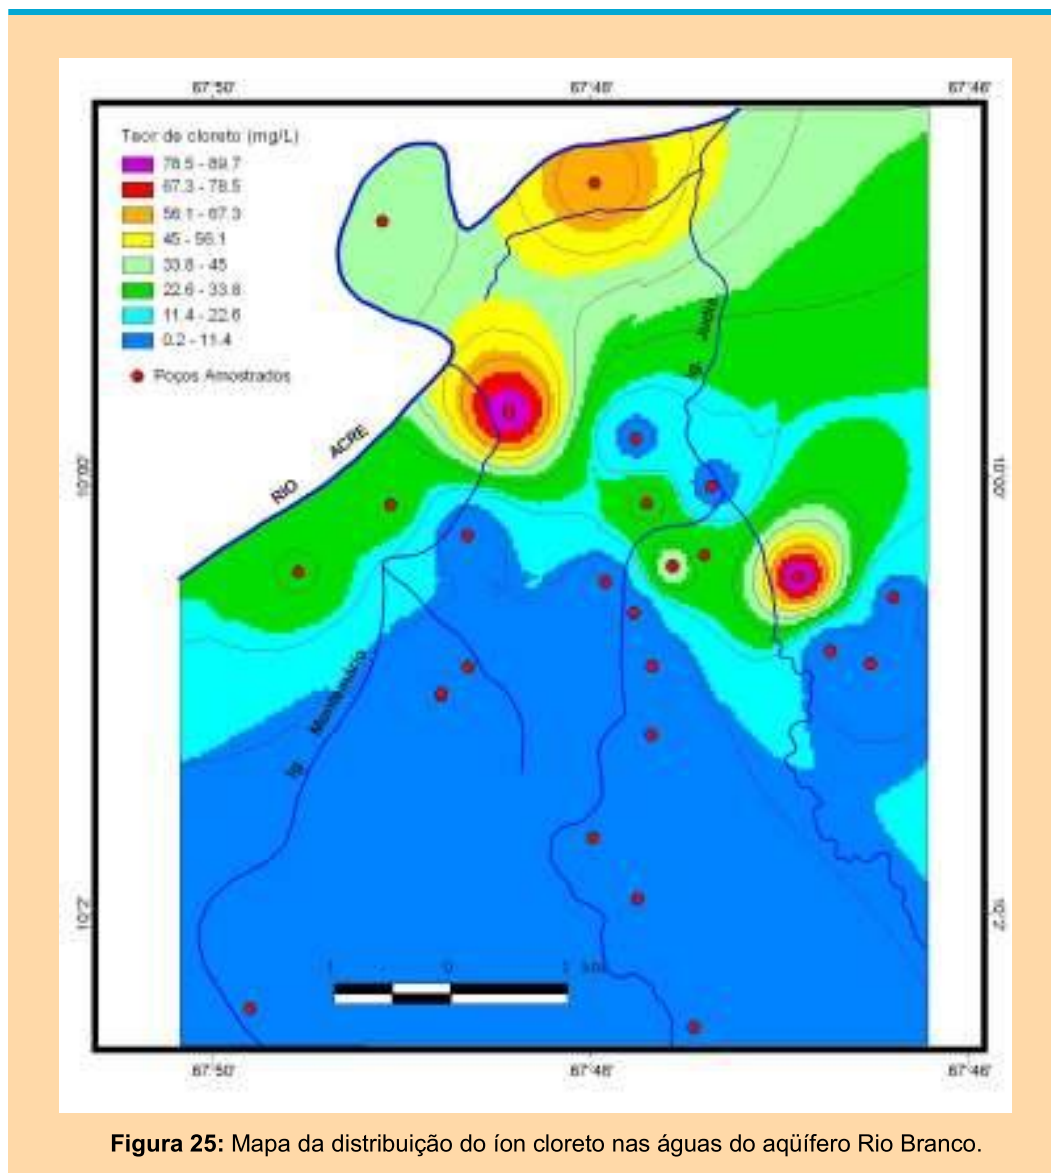 67°50' 67°48' 67°46'
Teor de cloreto (mg/L)
78.5 - 89.7
67.3 - 78.5
56.1 - 67.3
45 - 56.1
33.8 - 45
22.6 - 33.8
11.4 - 22.6
0.2 - 11.4
Poços Amostrados
Ig.
RIO ACRE
10°00' 10°00'
Ig.
10°2' 10°2'
1 0 1 km
67°50' 67°48' 67°46'
Figura 25: Mapa da distribuição do íon cloreto nas águas do aqüífero Rio Branco.